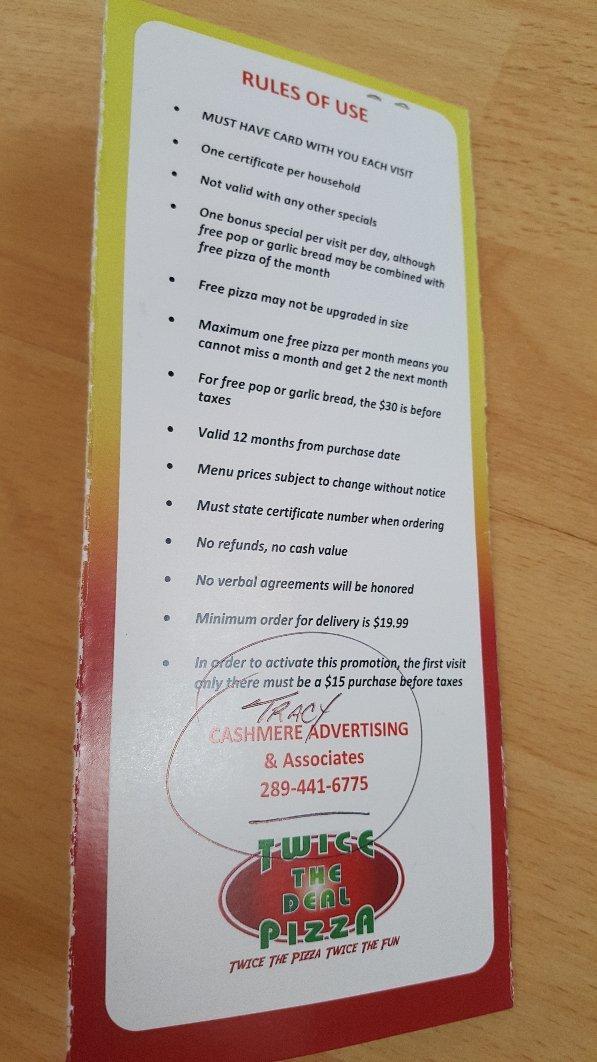 RULES OF USE
• MUST HAVE CARD WITH YOU EACH VISIT
• One certificate per household
• Not valid with any other specials
• One bonus special per visit per day, although
free pop or garlic bread may be combined with
free pizza of the month
• Free pizza may not be upgraded in size
• Maximum one free pizza per month means you
cannot miss a month and get 2 the next month
• For free pop or garlic bread, the $30 is before
taxes
• Valid 12 months from purchase date
• Menu prices subject to change without notice
• Must state certificate number when ordering
• No refunds, no cash value
• No verbal agreements will be honored
• Minimum order for delivery is $19.99
• In order to activate this promotion, the first visit
only there must be a $15 purchase before taxes
TRACY
CASHMERE ADVERTISING
& Associates
289-441-6775
TWICE
THE
DEAL
PIZZA
TWICE THE PIZZA TWICE THE FUN